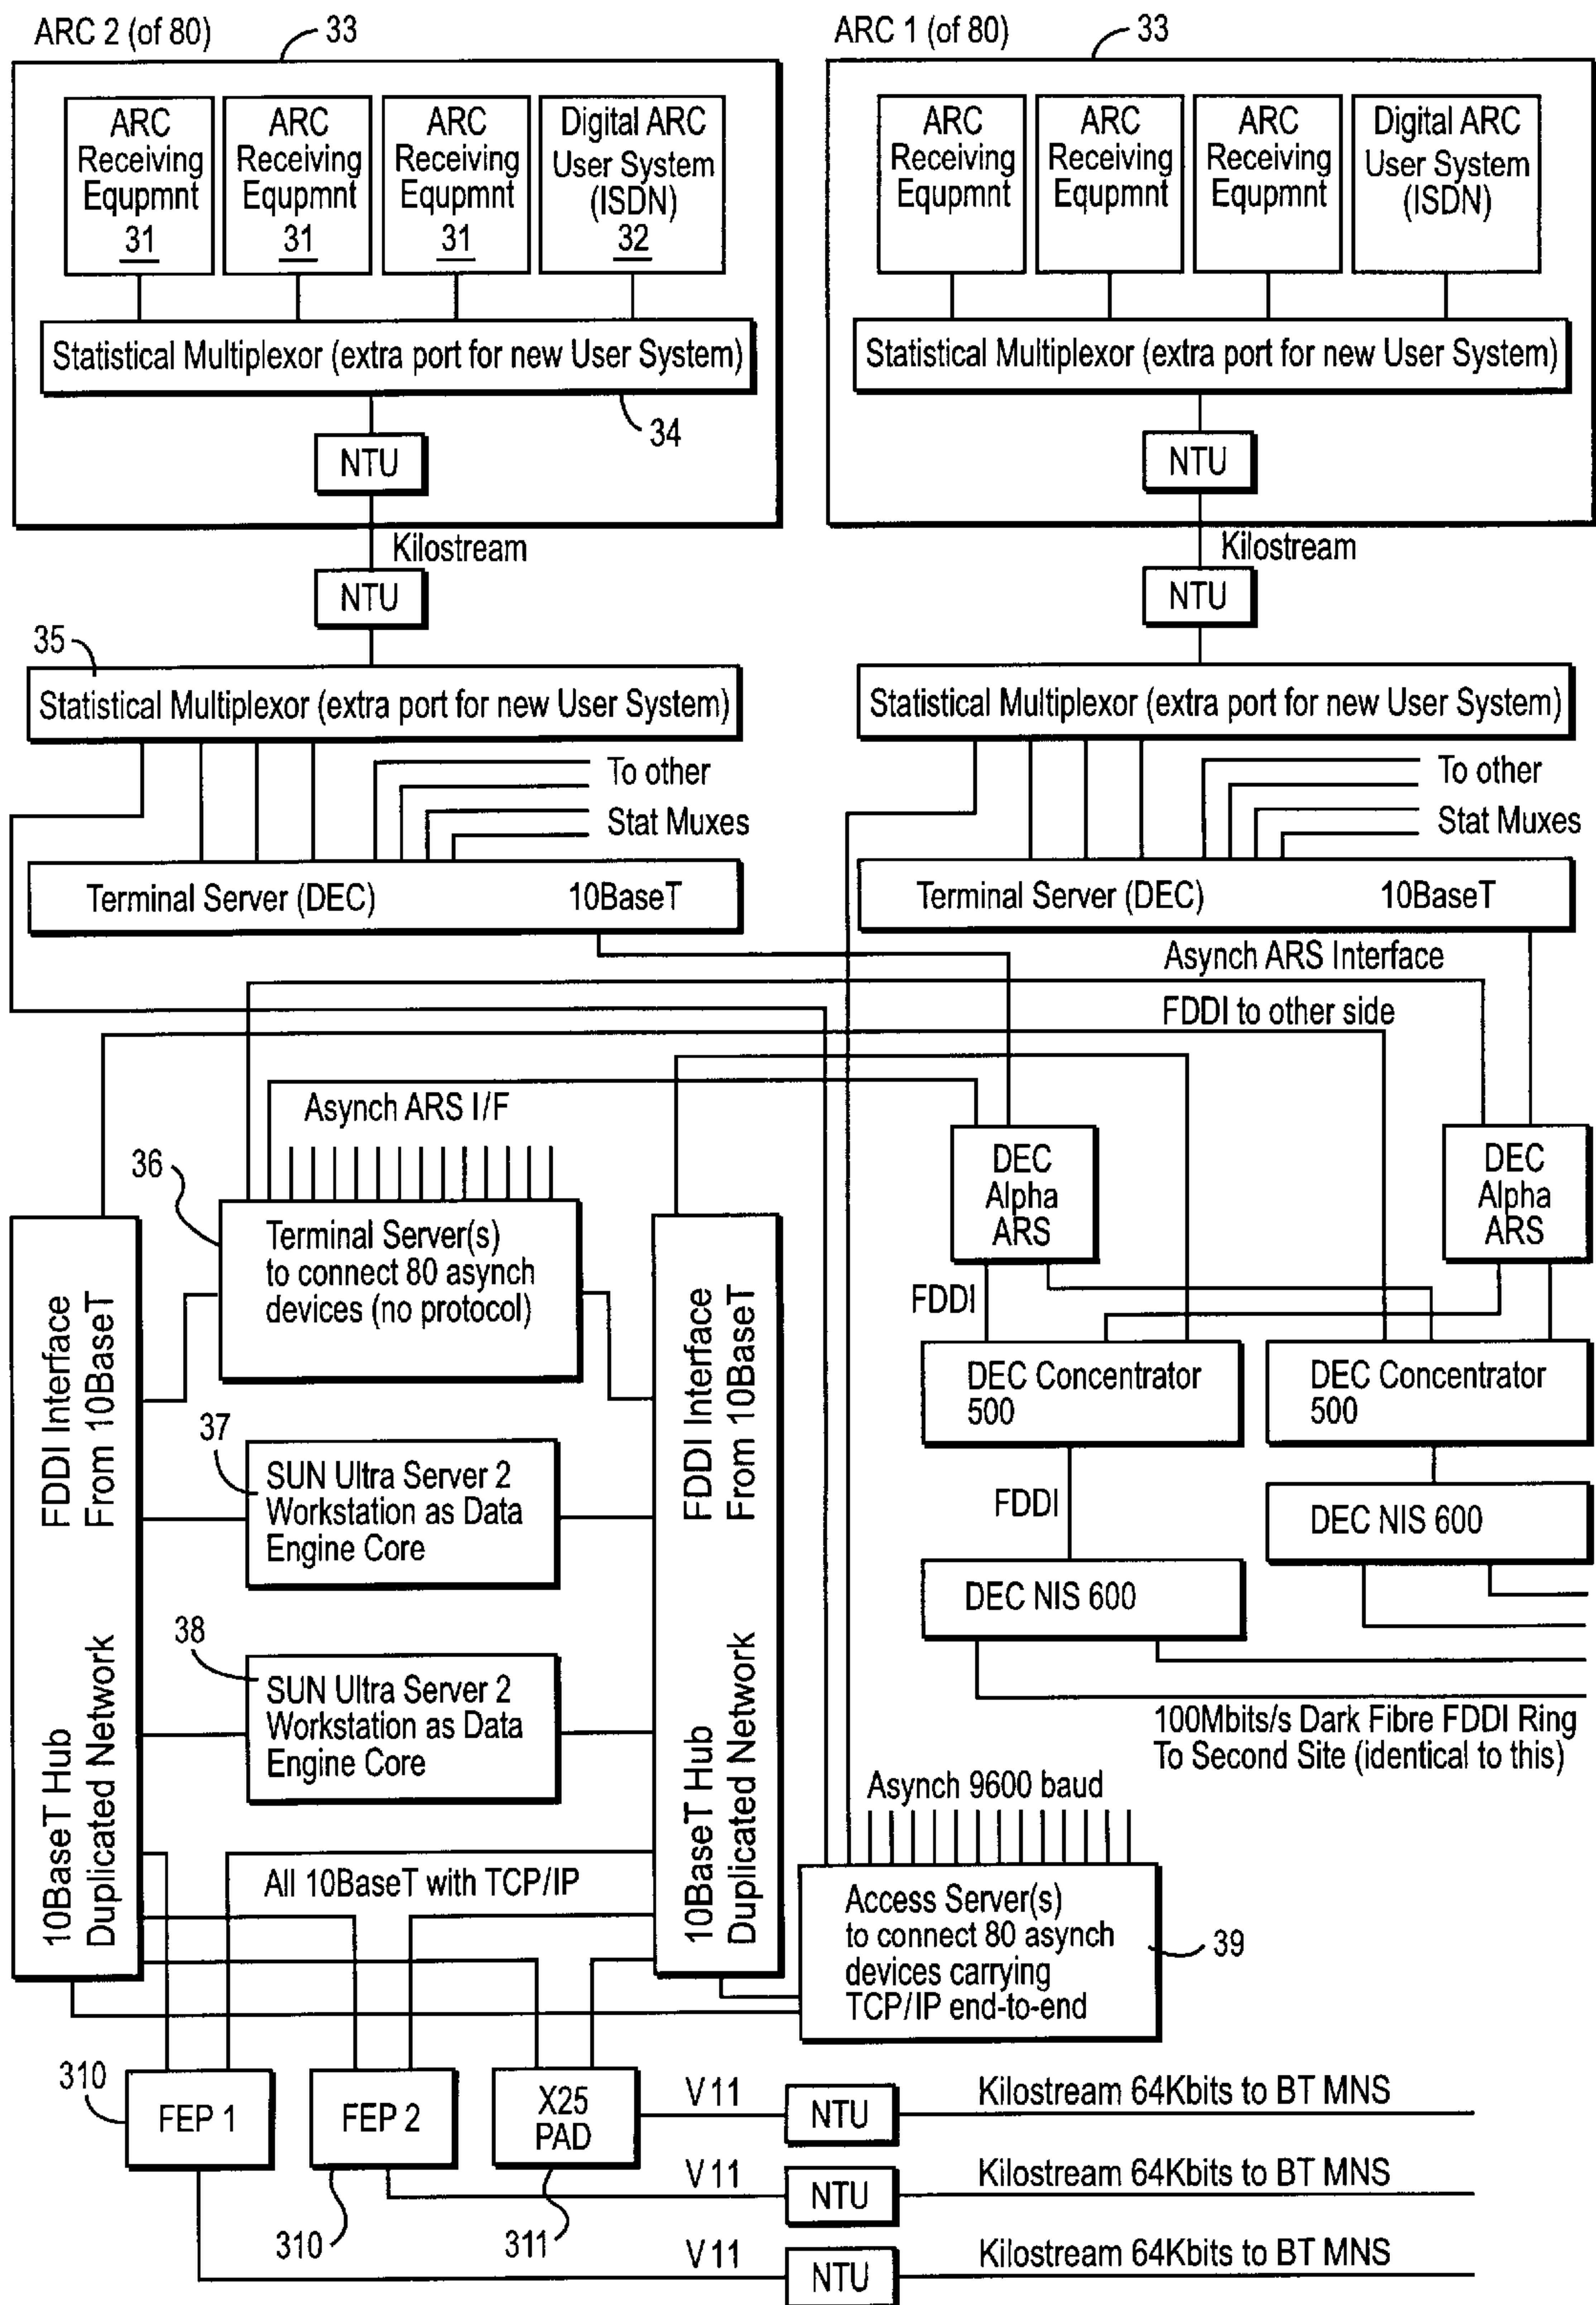 ARC 2 (of 80)
33
ARC 1 (of 80)
33
ARC
Receiving
Equpmnt
31
ARC
Receiving
Equpmnt
31
ARC
Receiving
Equpmnt
31
Digital ARC
User System
(ISDN)
32
ARC
Receiving
Equpmnt
ARC
Receiving
Equpmnt
ARC
Receiving
Equpmnt
Digital ARC
User System
(ISDN)
Statistical Multiplexor (extra port for new User System)
34
Statistical Multiplexor (extra port for new User System)
NTU
NTU
Kilostream
Kilostream
NTU
NTU
35
Statistical Multiplexor (extra port for new User System)
Statistical Multiplexor (extra port for new User System)
To other
Stat Muxes
To other
Stat Muxes
Terminal Server (DEC) 10BaseT
Terminal Server (DEC) 10BaseT
Asynch ARS Interface
FDDI to other side
Asynch ARS I/F
36
Terminal Server(s)
to connect 80 asynch
devices (no protocol)
DEC
Alpha
ARS
DEC
Alpha
ARS
FDDI Interface
From 10BaseT
10BaseT Hub
Duplicated Network
FDDI Interface
From 10BaseT
10BaseT Hub
Duplicated Network
FDDI
DEC Concentrator
500
DEC Concentrator
500
37
SUN Ultra Server 2
Workstation as Data
Engine Core
FDDI
DEC NIS 600
DEC NIS 600
38
SUN Ultra Server 2
Workstation as Data
Engine Core
100Mbits/s Dark Fibre FDDI Ring
To Second Site (identical to this)
Asynch 9600 baud
All 10BaseT with TCP/IP
Access Server(s)
to connect 80 asynch
devices carrying
TCP/IP end-to-end
39
310
FEP 1
FEP 2
310
X25
PAD
311
V11
NTU
Kilostream 64Kbits to BT MNS
V11
NTU
Kilostream 64Kbits to BT MNS
V11
NTU
Kilostream 64Kbits to BT MNS